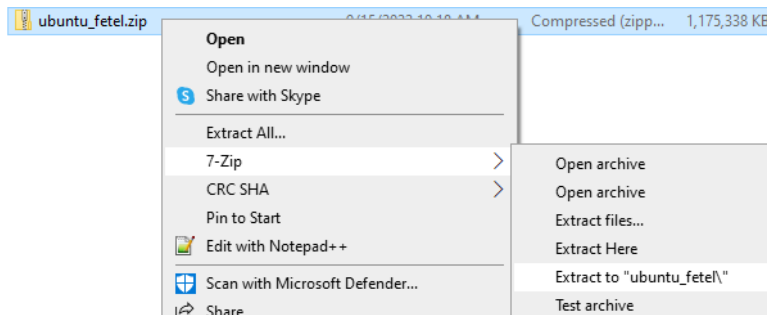 ubuntu_fetel.zip
Compressed (zipp...
1,175,338 KB
Open
Open in new window
Share with Skype
Extract All...
7-Zip
CRC SHA
Pin to Start
Edit with Notepad++
Scan with Microsoft Defender...
Share
Open archive
Open archive
Extract files...
Extract Here
Extract to "ubuntu_fetel\"
Test archive